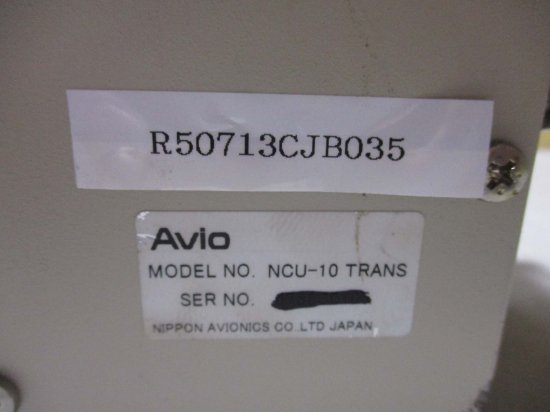 R50713CJB035
Avio
MODEL NO. NCU-10 TRANS
SER NO.
NIPPON AVIONICS CO.,LTD JAPAN